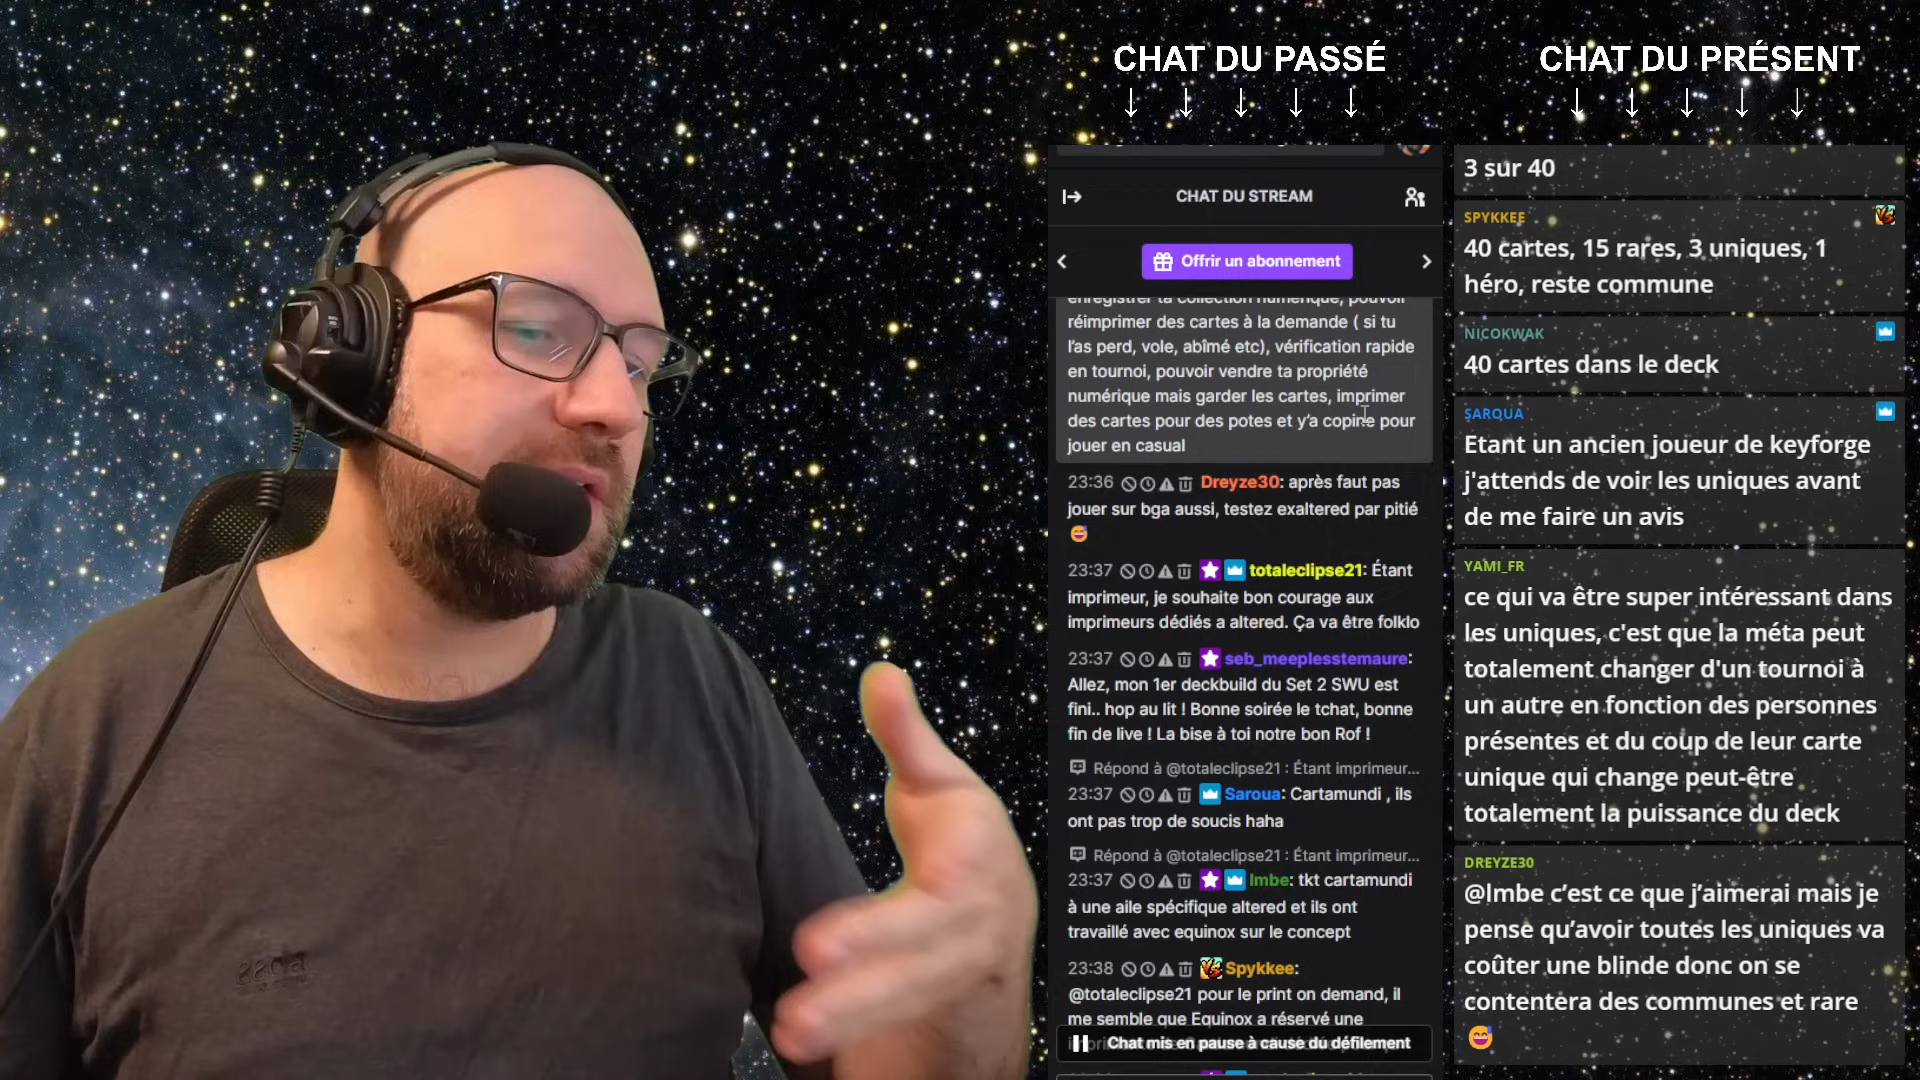 CHAT DU PASSÉ
CHAT DU PRÉSENT
CHAT DU STREAM
Offrir un abonnement
enregistrer ta collection numérique, pouvoir
réimprimer des cartes à la demande ( si tu
l'as perd, vole, abîmé etc), vérification rapide
en tournoi, pouvoir vendre ta propriété
numérique mais garder les cartes, imprimer
des cartes pour des potes et y'a copine pour
jouer en casual
23:36 Dreyze30: après faut pas
jouer sur bga aussi, testez exaltered par pitié
23:37 totaleclipse21: Étant
imprimeur, je souhaite bon courage aux
imprimeurs dédiés a altered. Ça va être folklo
23:37 seb_meeplesstemaure:
Allez, mon 1er deckbuild du Set 2 SWU est
fini.. hop au lit ! Bonne soirée le tchat, bonne
fin de live ! La bise à toi notre bon Rof !
Répond à @totaleclipse21 : Étant imprimeur...
23:37 Saroua: Cartamundi , ils
ont pas trop de soucis haha
Répond à @totaleclipse21 : Étant imprimeur...
23:37 lmbe: tkt cartamundi
à une aile spécifique altered et ils ont
travaillé avec equinox sur le concept
23:38 Spykkee:
@totaleclipse21 pour le print on demand, il
me semble que Equinox a réservé une
Chat mis en pause à cause du défilement
3 sur 40
SPYKKEE
40 cartes, 15 rares, 3 uniques, 1
héro, reste commune
NICOKWAK
40 cartes dans le deck
SAROUA
Etant un ancien joueur de keyforge
j'attends de voir les uniques avant
de me faire un avis
YAMI_FR
ce qui va être super intéressant dans
les uniques, c'est que la méta peut
totalement changer d'un tournoi à
un autre en fonction des personnes
présentes et du coup de leur carte
unique qui change peut-être
totalement la puissance du deck
DREYZE30
@lmbe c'est ce que j'aimerai mais je
pense qu'avoir toutes les uniques va
coûter une blinde donc on se
contentera des communes et rare